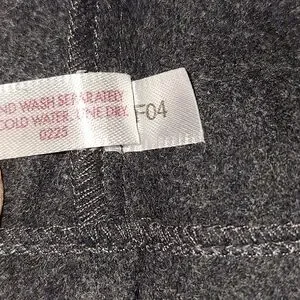 ND WASH SEPARATELY
COLD WATER, LINE DRY.
0225
F04